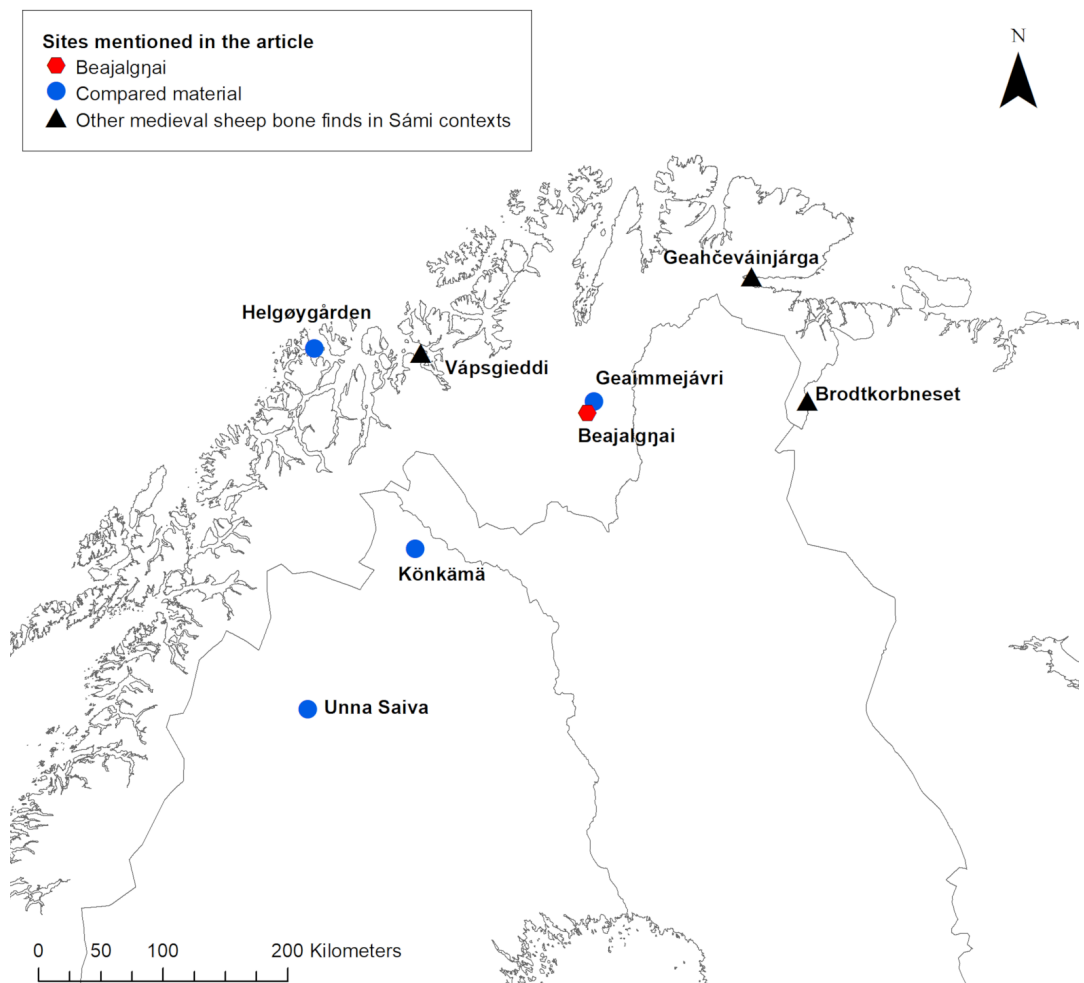 Sites mentioned in the article
Beajalgŋai
Compared material
Other medieval sheep bone finds in Sámi contexts
N
Geahčeváinjárga
Helgøygården
Vápsgieddi
Geaimmejávri
Brodtkorbneset
Beajalgŋai
Könkämä
Unna Saiva
0 50 100 200 Kilometers